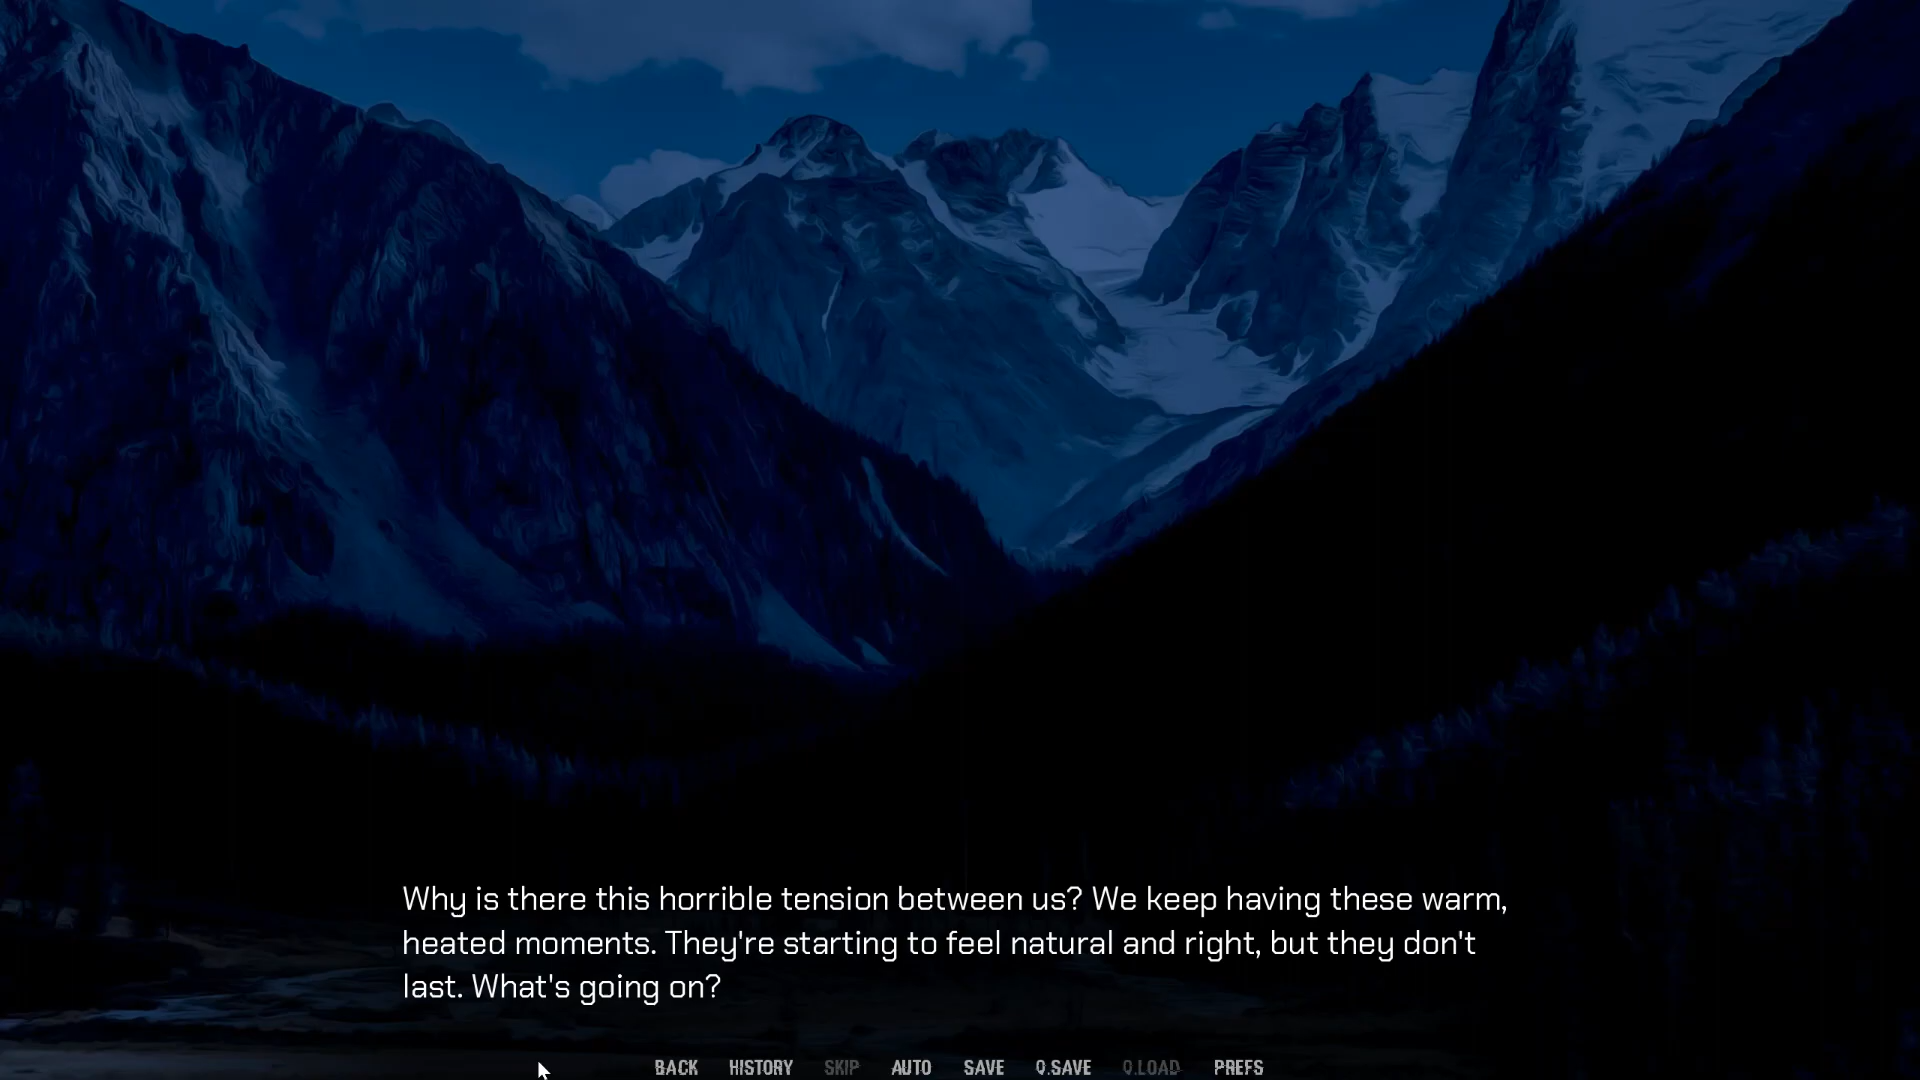 Why is there this horrible tension between us? We keep having these warm,
heated moments. They're starting to feel natural and right, but they don't
last. What's going on?
BACK HISTORY SKIP AUTO SAVE Q.SAVE Q.LOAD PREFS